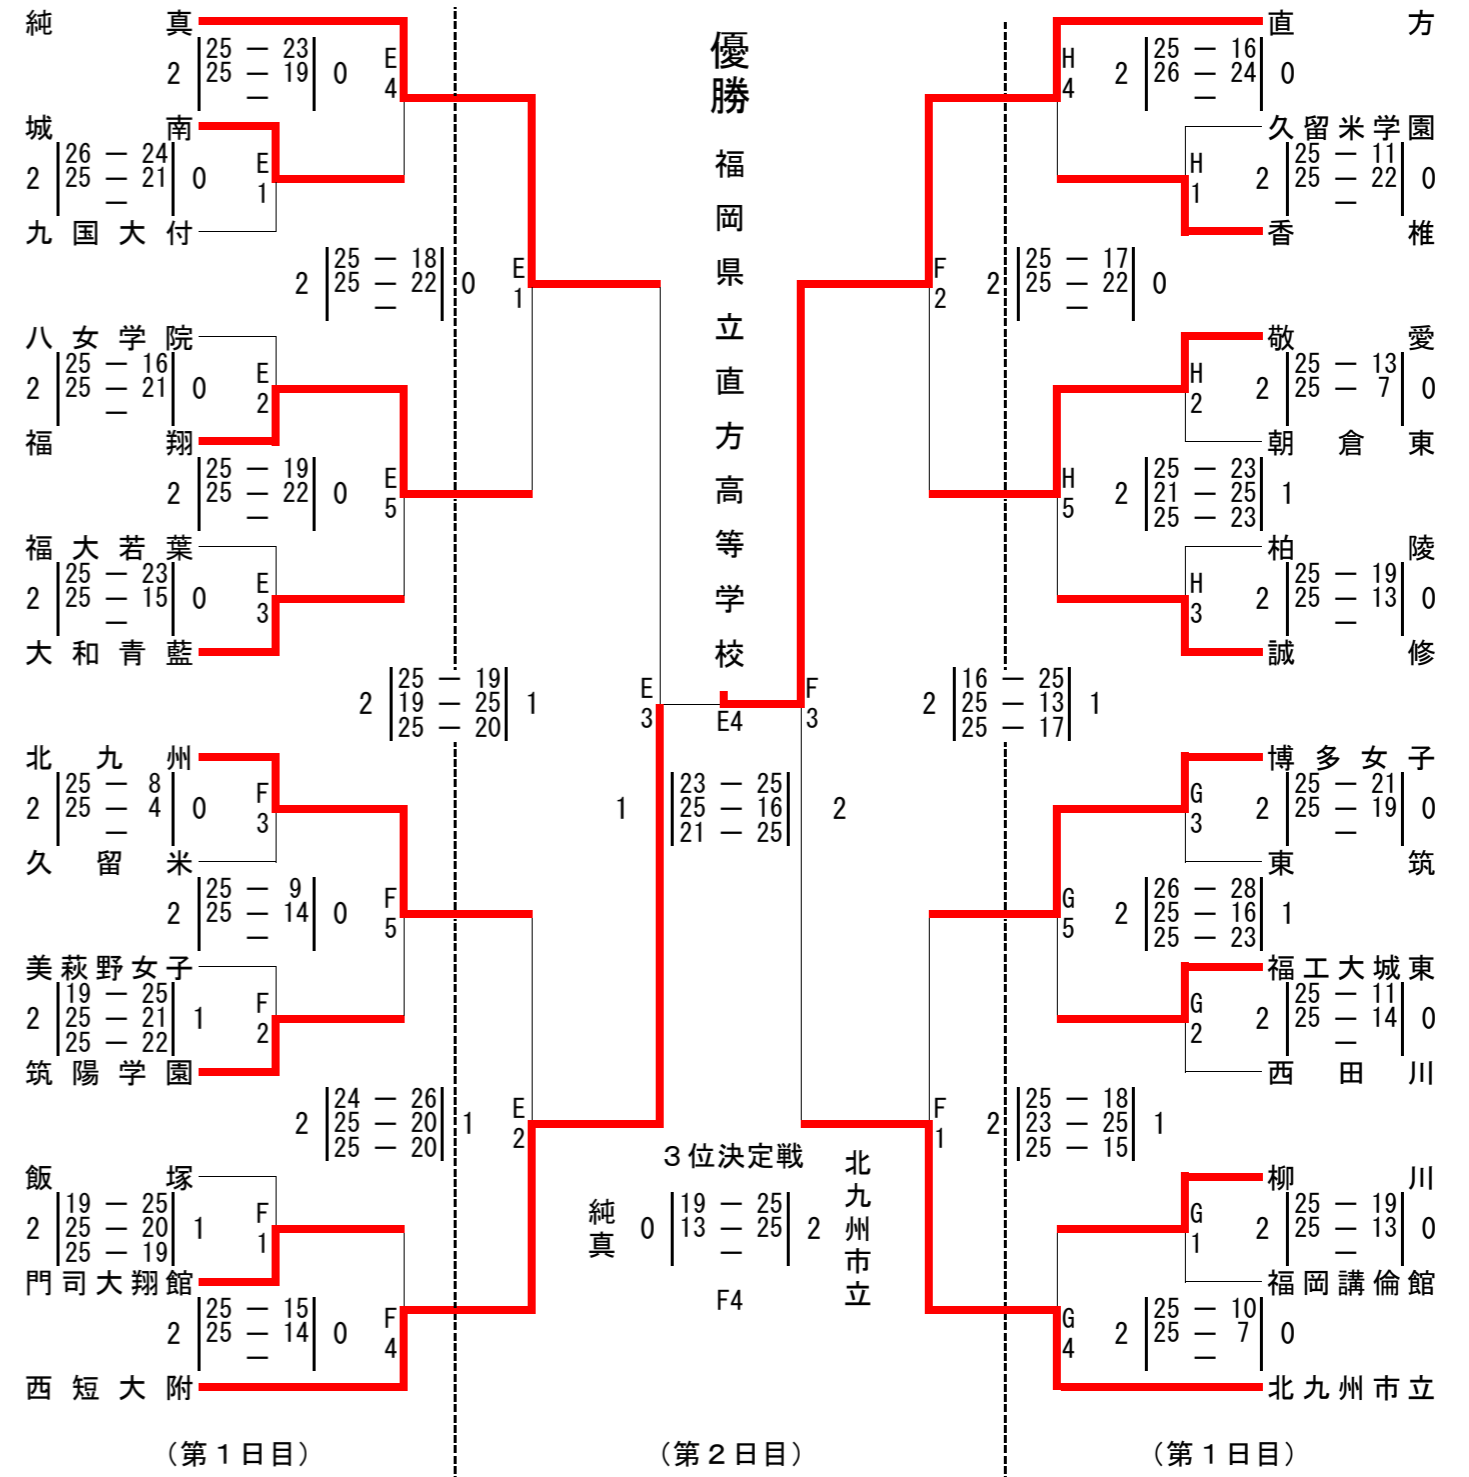 純真
2 25 ― 23 0
25 ― 19
―
E4
城南
2 26 ― 24 0
25 ― 21
―
E1
九国大付
2 25 ― 18 0
25 ― 22
―
E1
八女学院
2 25 ― 16 0
25 ― 21
―
E2
福翔
2 25 ― 19 0
25 ― 22
―
E5
福大若葉
2 25 ― 23 0
25 ― 15
―
E3
大和青藍
2 25 ― 19 1
19 ― 25
25 ― 20
E3
北九州
2 25 ― 8 0
25 ― 4
―
F3
久留米
2 25 ― 9 0
25 ― 14
―
F5
美萩野女子
2 19 ― 25 1
25 ― 21
25 ― 22
F2
筑陽学園
2 24 ― 26 1
25 ― 20
25 ― 20
E2
飯塚
2 19 ― 25 1
25 ― 20
25 ― 19
F1
門司大翔館
2 25 ― 15 0
25 ― 14
―
F4
西短大附
(第1日目)
優勝
福岡県立直方高等学校
E4
1 23 ― 25 2
25 ― 16
21 ― 25
3位決定戦
純真
0 19 ― 25 2
13 ― 25
―
北九州市立
F4
(第2日目)
直方
H4
2 25 ― 16 0
26 ― 24
―
久留米学園
H1
2 25 ― 11 0
25 ― 22
―
香椎
F2
2 25 ― 17 0
25 ― 22
―
敬愛
H2
2 25 ― 13 0
25 ― 7
朝倉東
H5
2 25 ― 23 1
21 ― 25
25 ― 23
柏陵
H3
2 25 ― 19 0
25 ― 13
―
誠修
F3
2 16 ― 25 1
25 ― 13
25 ― 17
博多女子
G3
2 25 ― 21 0
25 ― 19
―
東筑
G5
2 26 ― 28 1
25 ― 16
25 ― 23
福工大城東
G2
2 25 ― 11 0
25 ― 14
―
西田川
F1
2 25 ― 18 1
23 ― 25
25 ― 15
柳川
G1
2 25 ― 19 0
25 ― 13
―
福岡講倫館
G4
2 25 ― 10 0
25 ― 7
―
北九州市立
(第1日目)